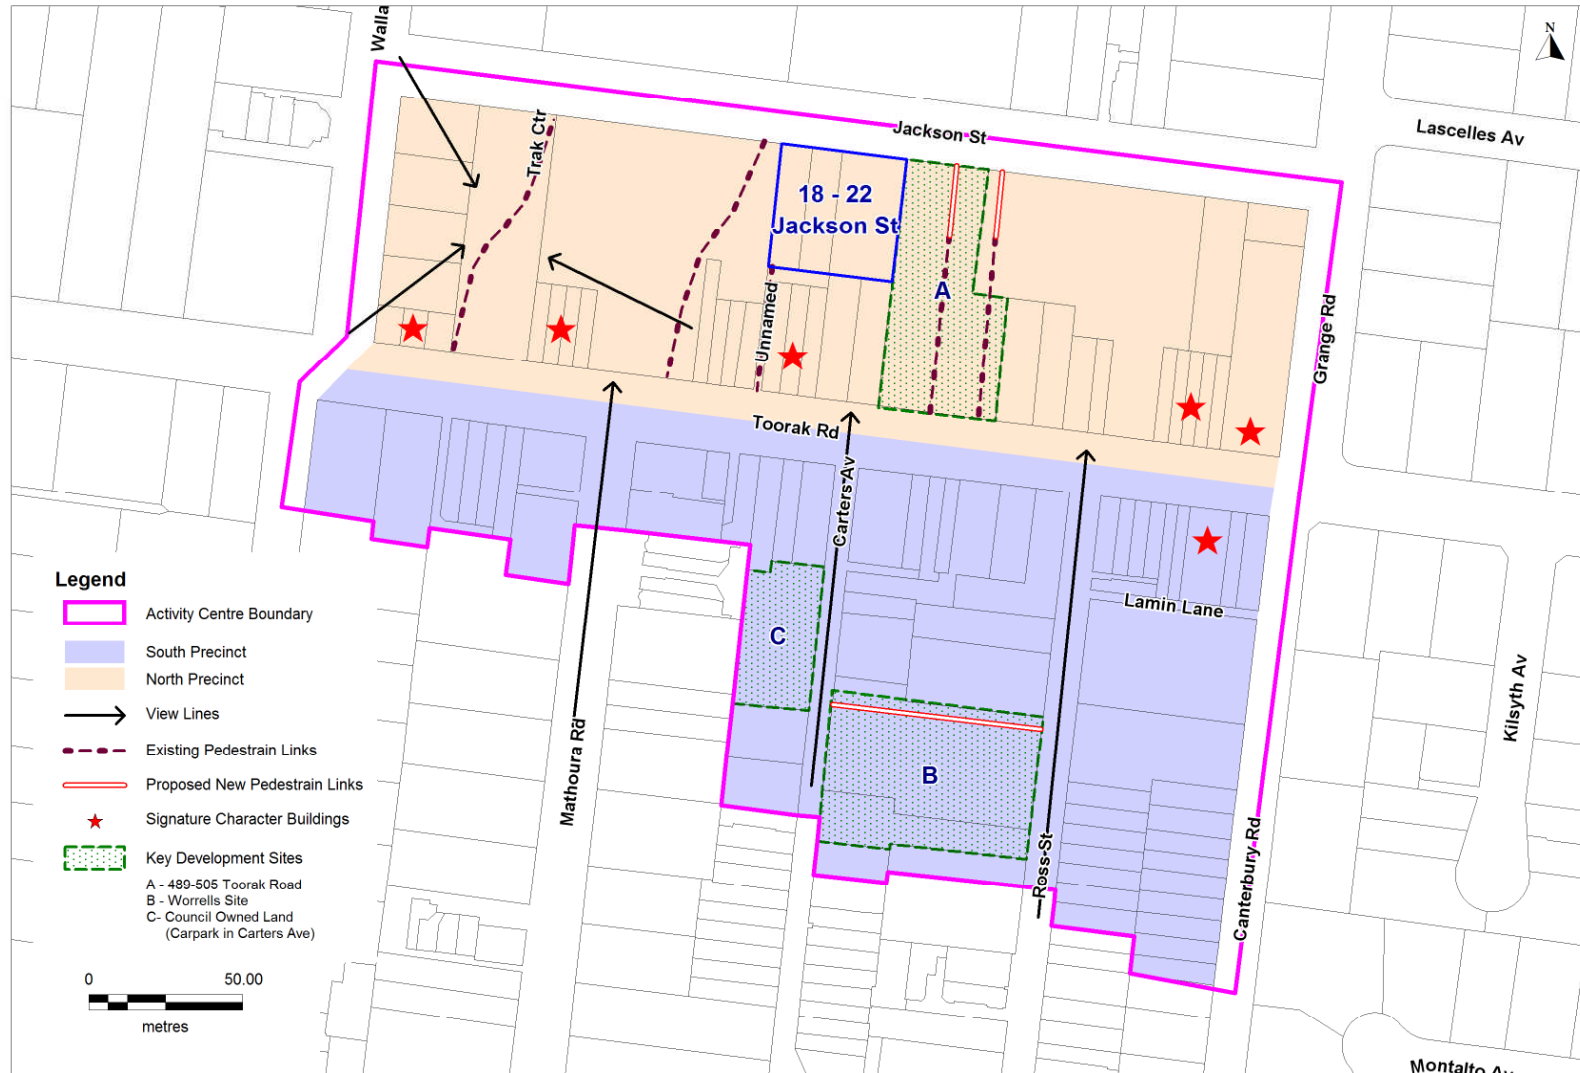 Walla
N
Jackson St
Lascelles Av
Trak Ctr
18 - 22
Jackson St
A
Unnamed
Grange Rd
Toorak Rd
Carters Av
Lamin Lane
C
B
Kilsyth Av
Mathoura Rd
Ross St
Canterbury Rd
Montalto Av
Legend
Activity Centre Boundary
South Precinct
North Precinct
View Lines
Existing Pedestrain Links
Proposed New Pedestrain Links
Signature Character Buildings
Key Development Sites
A - 489-505 Toorak Road
B - Worrells Site
C- Council Owned Land
(Carpark in Carters Ave)
0 50.00
metres